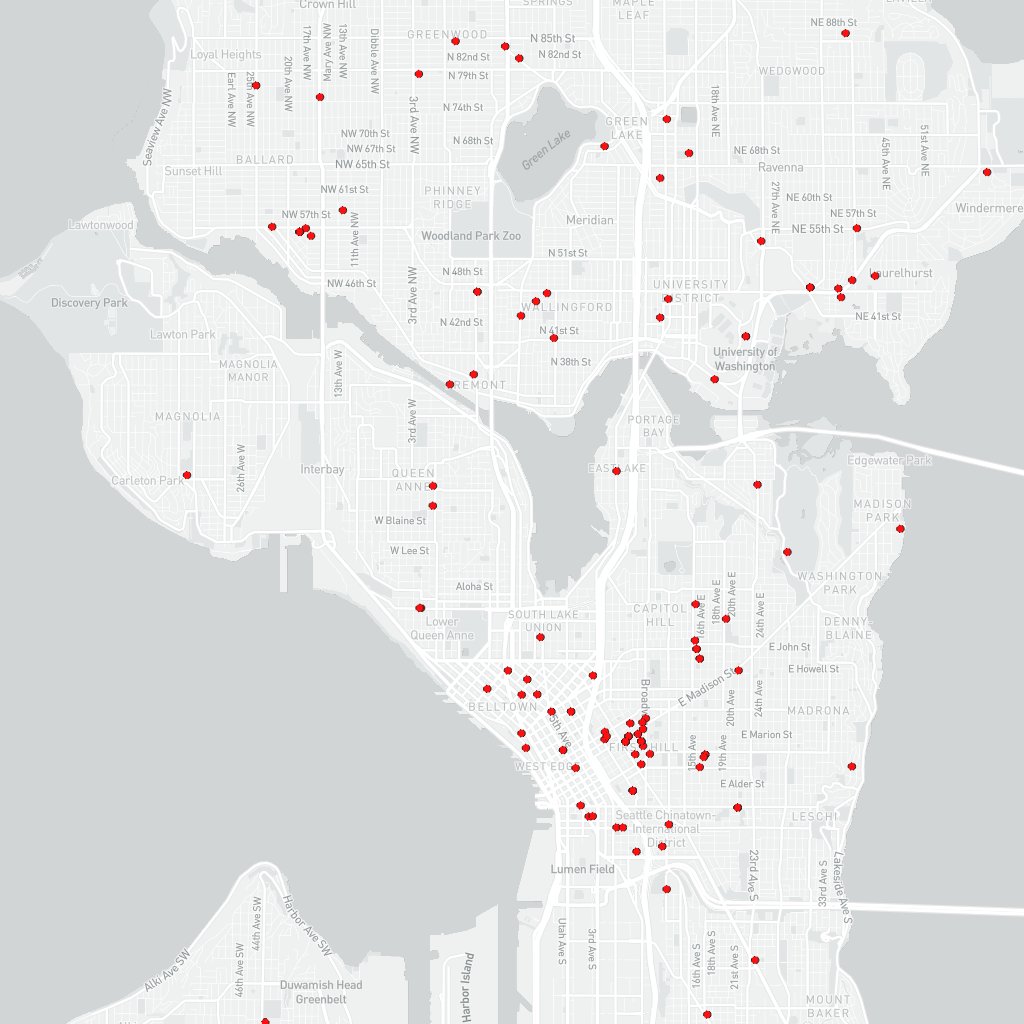 Crown Hill
SPRINGS
MAPLE
LEAF
NE 88th St
GREENWOOD
N 85th St
N 82nd St
N 82nd St
Loyal Heights
17th Ave NW
Mary Ave NW
13th Ave NW
Dibble Ave NW
N 79th St
WEDGWOOD
Earl Ave NW
25th Ave NW
20th Ave NW
3rd Ave NW
N 74th St
18th Ave NE
Seaview Ave NW
NW 70th St
N 68th St
Green Lake
GREEN
LAKE
NW 67th St
NE 68th St
45th Ave NE
51st Ave NE
BALLARD
NW 65th St
Sunset Hill
Ravenna
NW 61st St
PHINNEY
RIDGE
27th Ave NE
NE 60th St
Windermere
NW 57th St
Meridian
NE 57th St
Lawtonwood
11th Ave NW
Woodland Park Zoo
NE 55th St
N 51st St
N 48th St
Laurelhurst
NW 46th St
3rd Ave NW
UNIVERSITY
DISTRICT
Discovery Park
WALLINGFORD
N 42nd St
NE 41st St
Lawton Park
N 41st St
University of
Washington
MAGNOLIA
MANOR
13th Ave W
N 38th St
FREMONT
MAGNOLIA
3rd Ave W
PORTAGE
BAY
26th Ave W
Interbay
QUEEN
ANNE
EASTLAKE
Edgewater Park
Carleton Park
MADISON
PARK
W Blaine St
W Lee St
Aloha St
WASHINGTON
PARK
16th Ave E
18th Ave E
20th Ave E
24th Ave E
CAPITOL
HILL
SOUTH LAKE
UNION
Lower
Queen Anne
DENNY-
BLAINE
E John St
E Howell St
E Madison St
BELLTOWN
20th Ave
24th Ave
MADRONA
5th Ave
E Marion St
FIRST HILL
15th Ave
19th Ave
WEST EDGE
E Alder St
Seattle Chinatown-
International
District
LESCHI
Lumen Field
23rd Ave S
33rd Ave S
Lakeside Ave S
44th Ave SW
Harbor Ave SW
Utah Ave S
3rd Ave S
Alki Ave SW
46th Ave SW
Harbor Island
16th Ave S
18th Ave S
21st Ave S
Duwamish Head
Greenbelt
MOUNT
BAKER